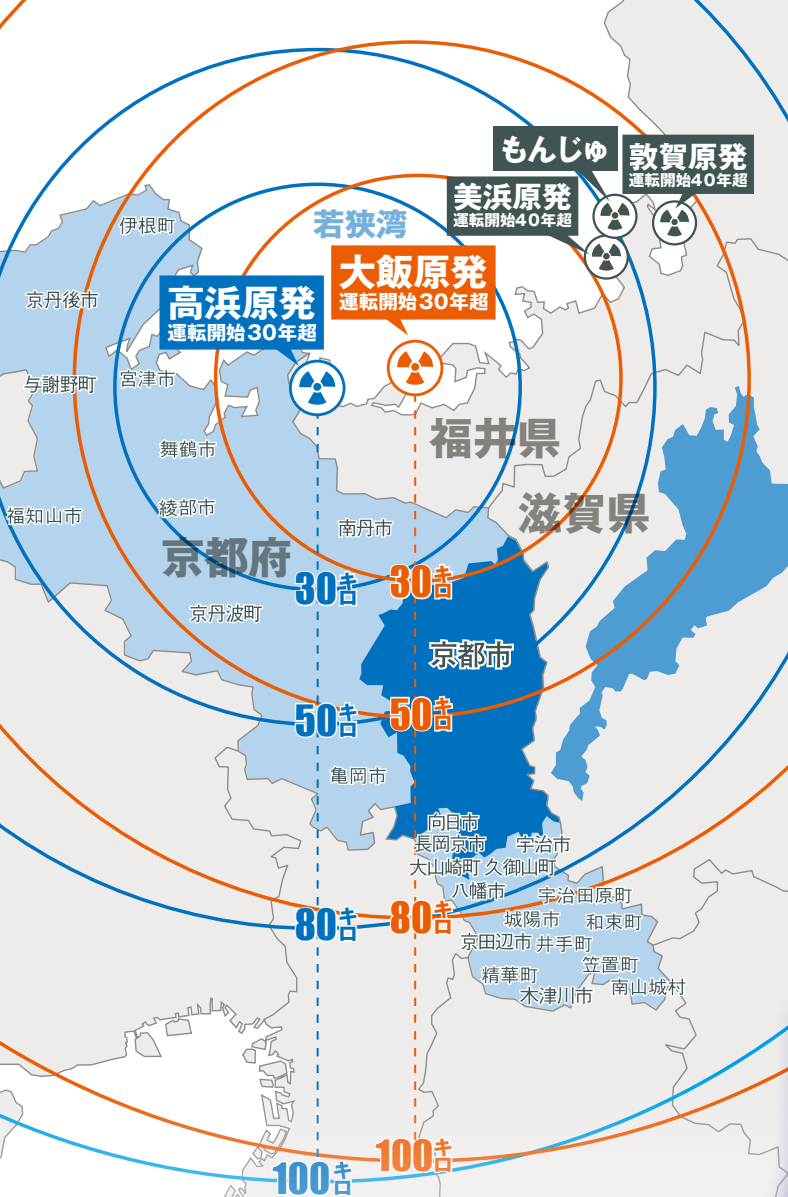 もんじゅ
敦賀原発
運転開始40年超
美浜原発
運転開始40年超
若狭湾
大飯原発
運転開始30年超
高浜原発
運転開始30年超
伊根町
京丹後市
与謝野町
宮津市
福井県
舞鶴市
綾部市
福知山市
滋賀県
南丹市
京都府
30キロ
30キロ
京丹波町
京都市
50キロ
50キロ
亀岡市
向日市
長岡京市
宇治市
大山崎町
久御山町
八幡市
宇治田原町
80キロ
80キロ
城陽市
和束町
京田辺市
井手町
笠置町
精華町
南山城村
木津川市
100キロ
100キロ